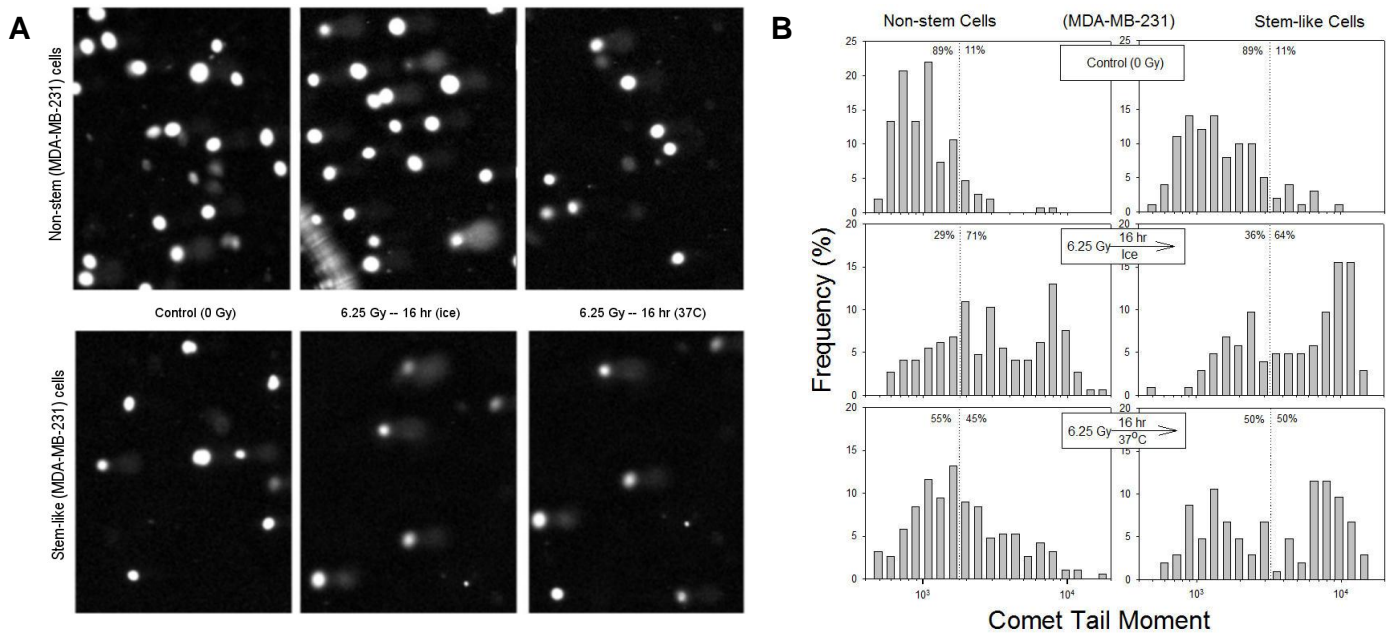 A
Non-stem (MDA-MB-231) cells
Control (0 Gy)
6.25 Gy -- 16 hr (ice)
6.25 Gy -- 16 hr (37C)
Stem-like (MDA-MB-231) cells
B
Non-stem Cells
(MDA-MB-231)
Stem-like Cells
Frequency (%)
25
20
15
10
5
0
89%
11%
Control (0 Gy)
25
20
15
10
5
0
89%
11%
20
15
10
5
0
29%
71%
6.25 Gy
16 hr
Ice
20
15
10
5
0
36%
64%
20
15
10
5
0
55%
45%
6.25 Gy
16 hr
37°C
20
15
10
5
0
50%
50%
10³
10⁴
10³
10⁴
Comet Tail Moment